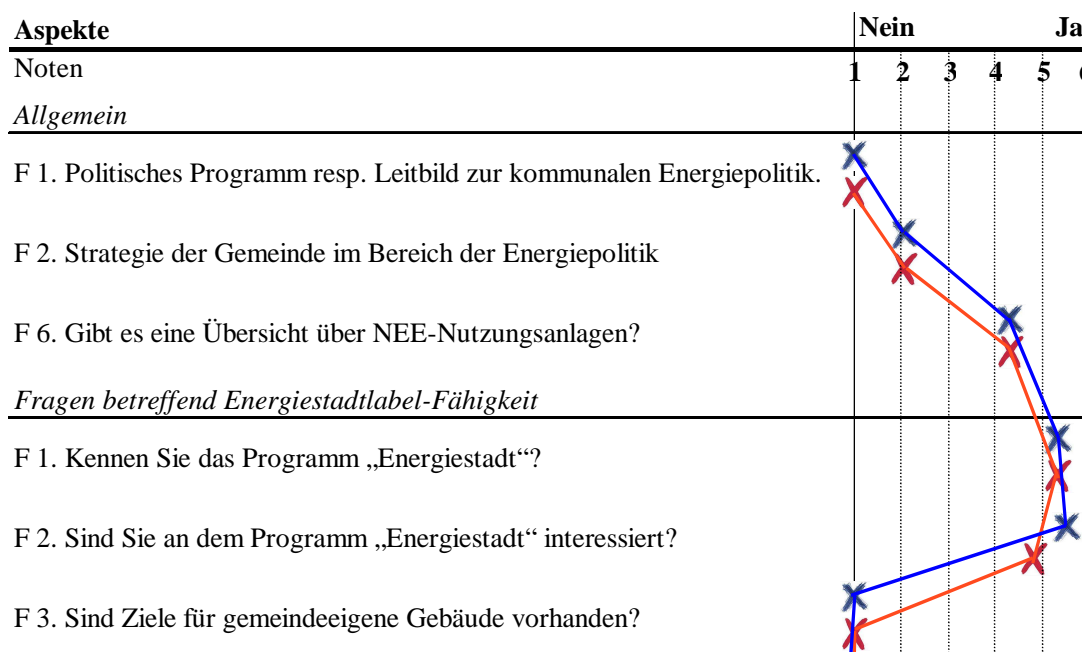 Aspekte Nein Ja
Noten 1 2 3 4 5
Allgemein
F 1. Politisches Programm resp. Leitbild zur kommunalen Energiepolitik.
F 2. Strategie der Gemeinde im Bereich der Energiepolitik
F 6. Gibt es eine Übersicht über NEE-Nutzungsanlagen?
Fragen betreffend Energiestadtlabel-Fähigkeit
F 1. Kennen Sie das Programm „Energiestadt“?
F 2. Sind Sie an dem Programm „Energiestadt“ interessiert?
F 3. Sind Ziele für gemeindeeigene Gebäude vorhanden?